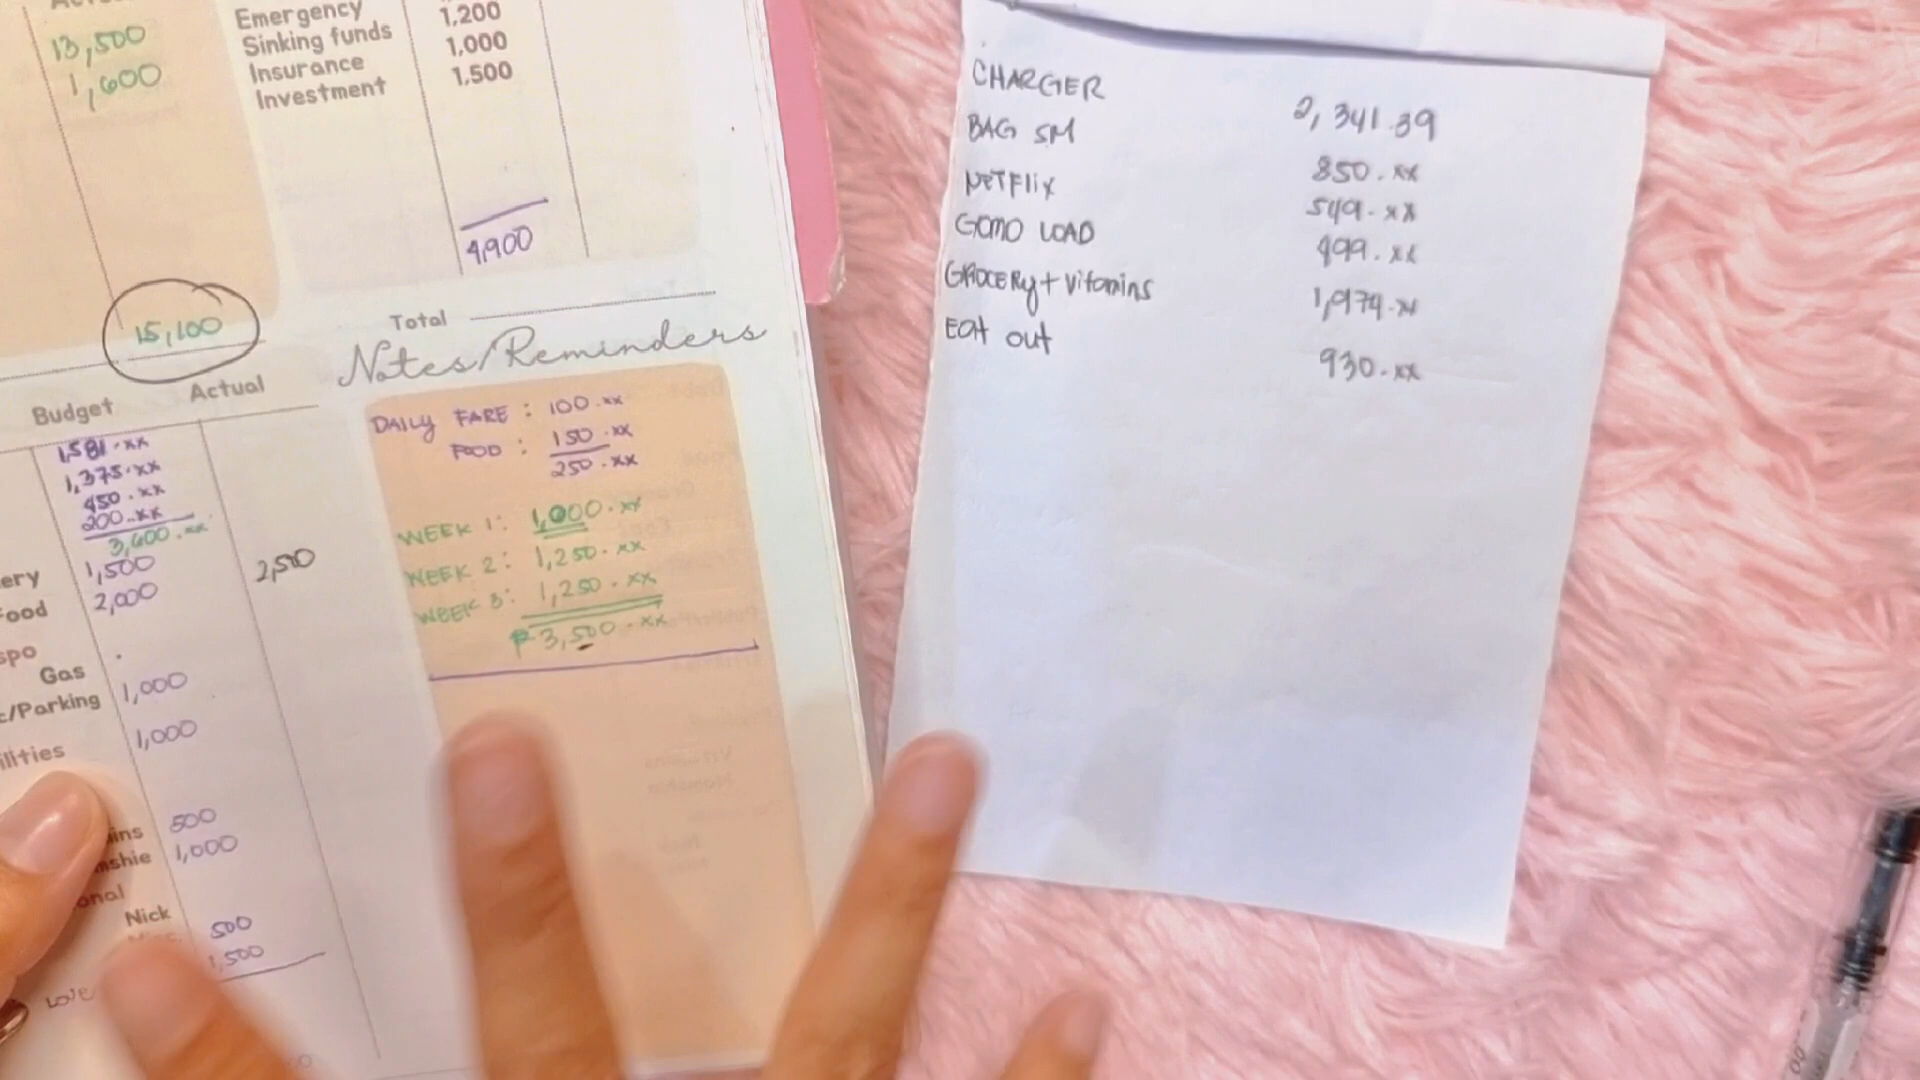 13,500
1,600
15,100
Emergency 1,200
Sinking funds 1,000
Insurance 1,500
Investment
4,900
Total
Notes/Reminders
Budget Actual
1,581.xx
1,375.xx
450.xx
200.xx
3,600.xx
ery 1,500 2,500
Food 2,000
spo
Gas
c/Parking 1,000
ilities 1,000
ins 500
mshie 1,000
onal
Nick 500
1,500
DAILY FARE : 100.xx
FOOD : 150.xx
250.xx
WEEK 1: 1,000.xx
WEEK 2: 1,250.xx
WEEK 3: 1,250.xx
₱3,500.xx
CHARGER 2,341.39
BAG SM 850.xx
NETFlix 549.xx
GOMO LOAD 499.xx
GROCERy + Vitamins 1,974.xx
EAt out 930.xx